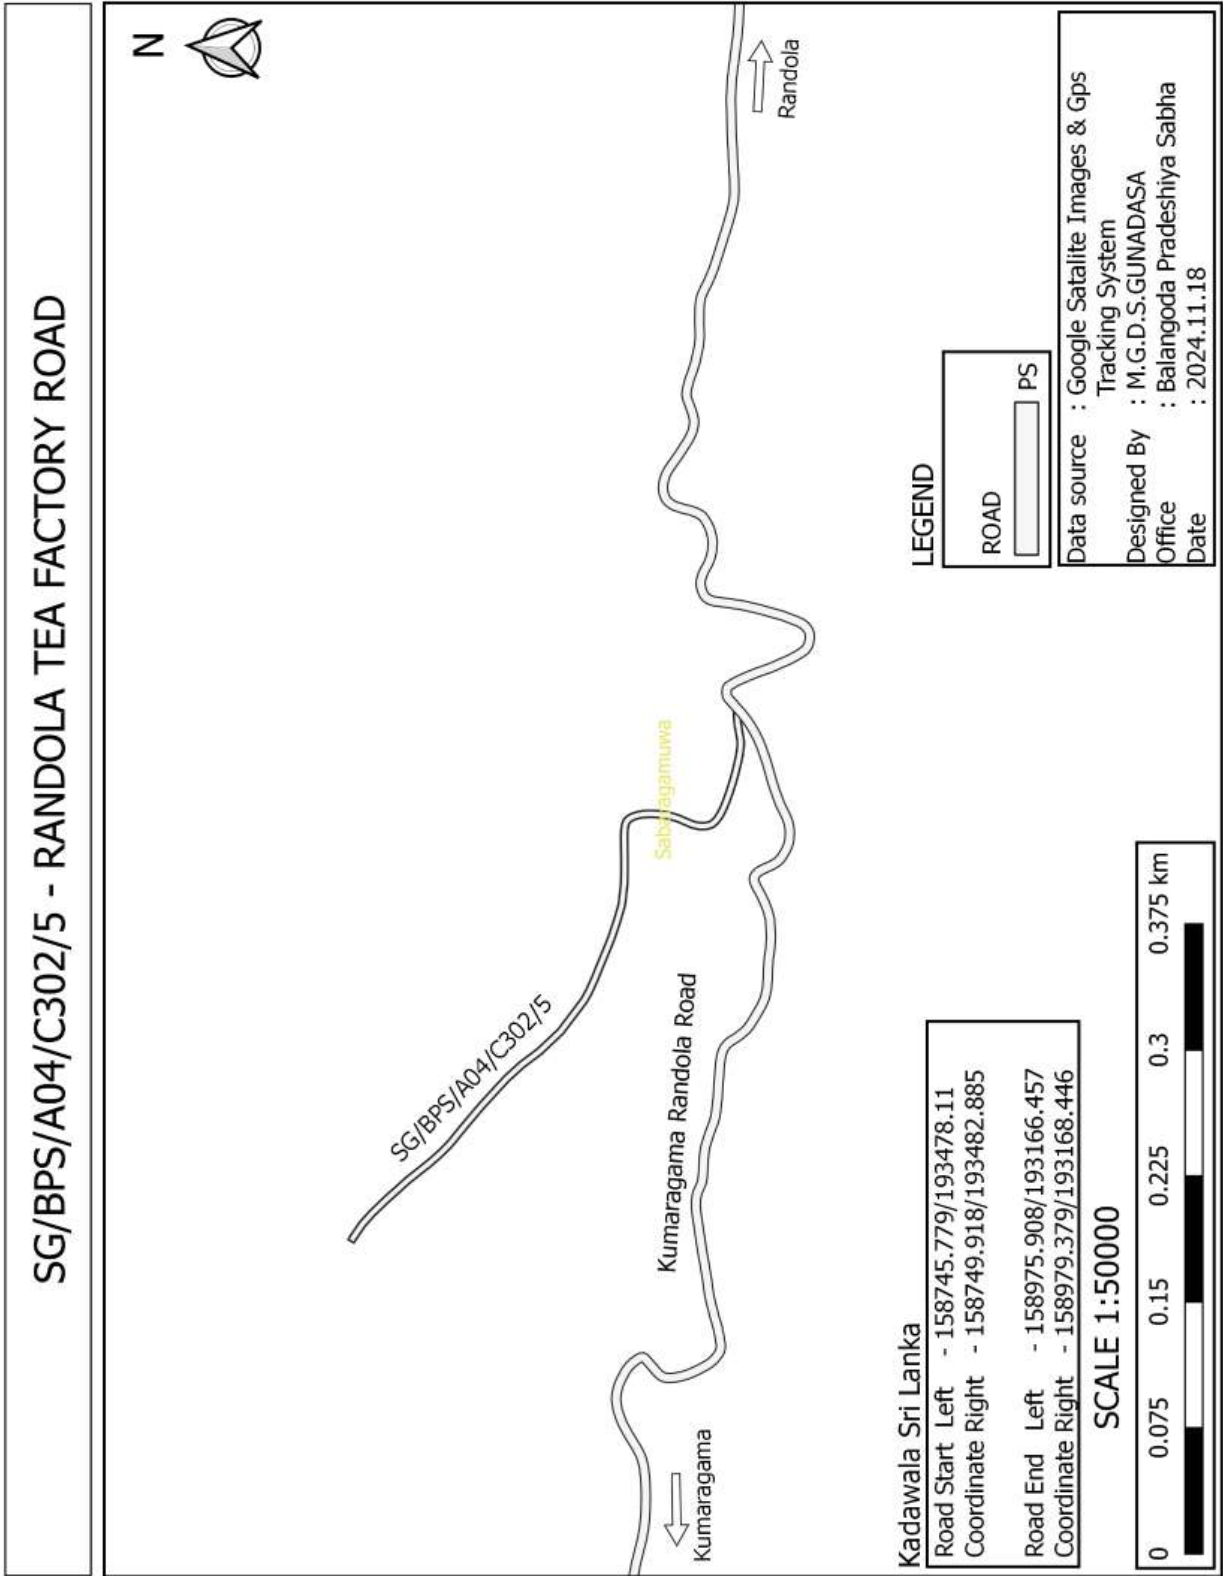 SG/BPS/A04/C302/5 - RANDOLA TEA FACTORY ROAD
N
Randola
Sabaragamuwa
SG/BPS/A04/C302/5
Kumaragama Randola Road
Kumaragama
Kadawala Sri Lanka
Road Start Left - 158745.779/193478.11
Coordinate Right - 158749.918/193482.885
Road End Left - 158975.908/193166.457
Coordinate Right - 158979.379/193168.446
SCALE 1:50000
0 0.075 0.15 0.225 0.3 0.375 km
LEGEND
ROAD
PS
Data source : Google Satalite Images & Gps
Tracking System
Designed By : M.G.D.S.GUNADASA
Office : Balangoda Pradeshiya Sabha
Date : 2024.11.18